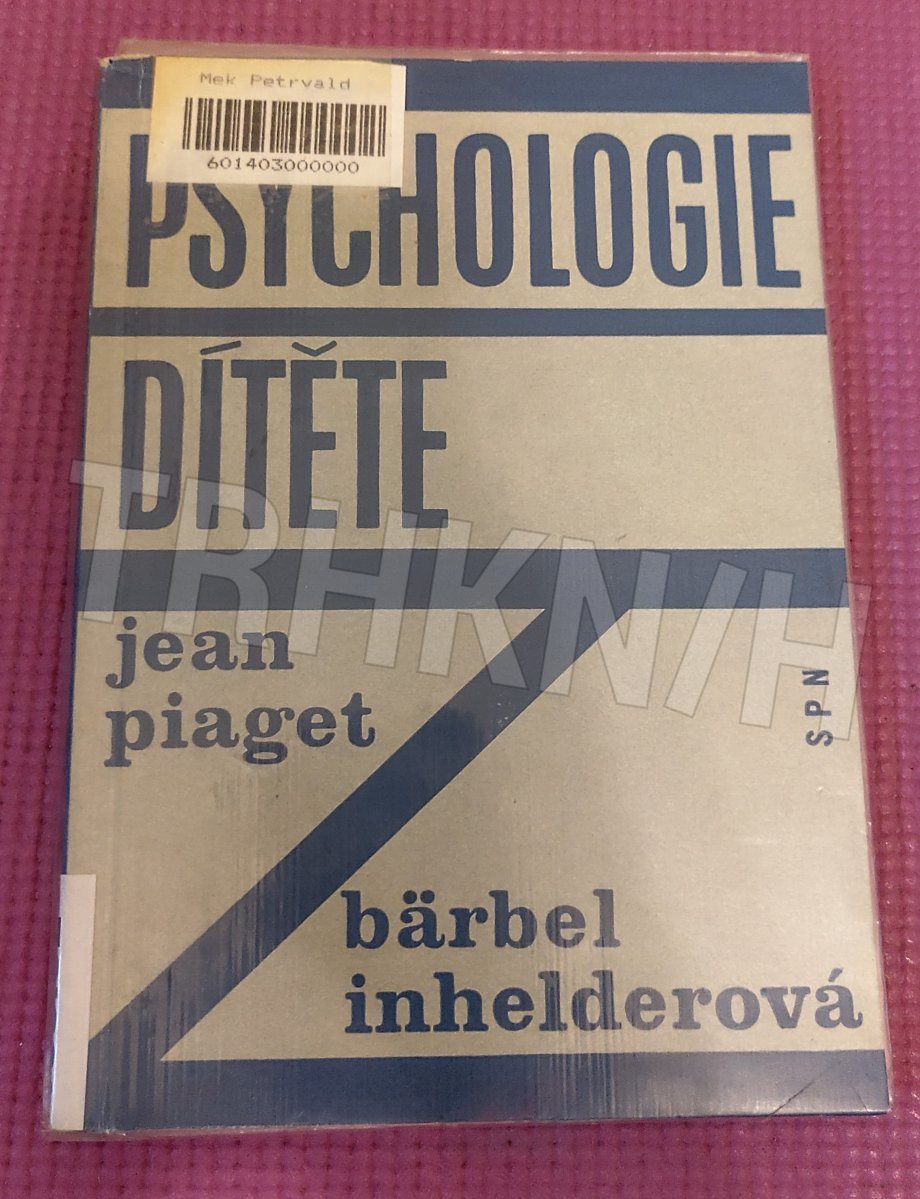 Mek Petrvald
601403000000
PSYCHOLOGIE
DÍTĚTE
TRHKNIH
jean
piaget
SPN
bärbel
inhelderová